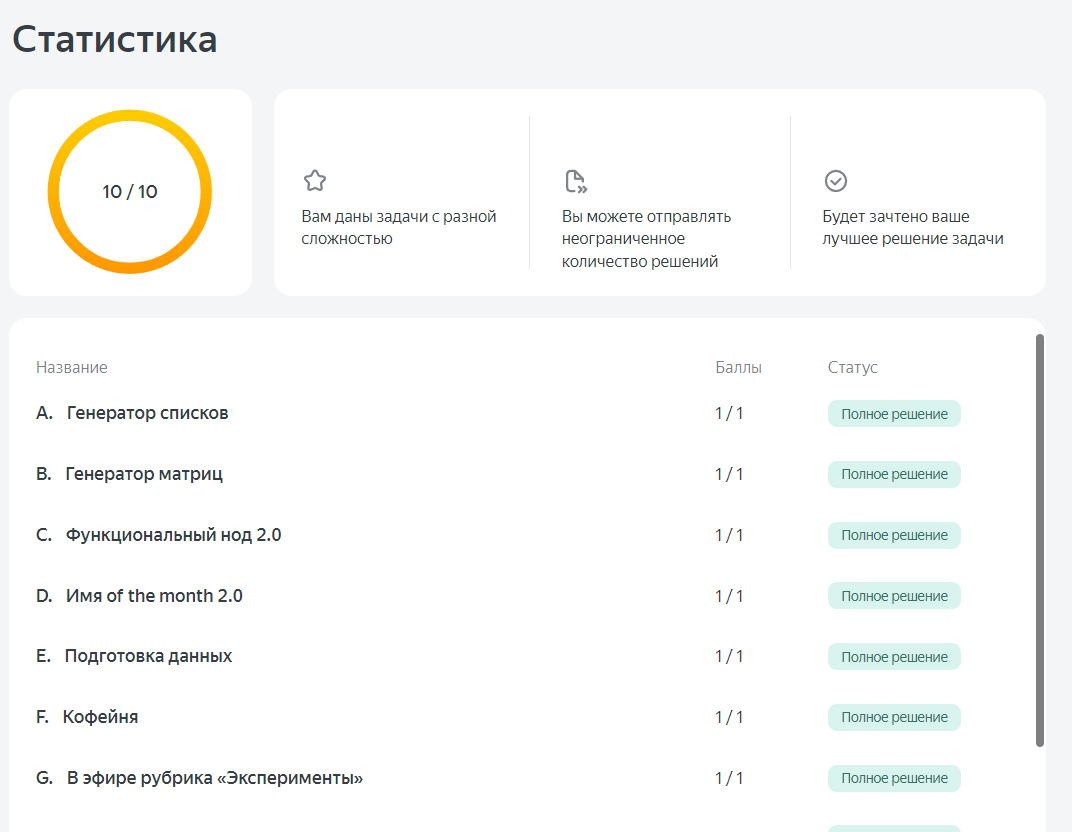 Статистика
10 / 10
Вам даны задачи с разной
сложностью
Вы можете отправлять
неограниченное
количество решений
Будет зачтено ваше
лучшее решение задачи
Название Баллы Статус
A. Генератор списков 1 / 1 Полное решение
B. Генератор матриц 1 / 1 Полное решение
C. Функциональный нод 2.0 1 / 1 Полное решение
D. Имя of the month 2.0 1 / 1 Полное решение
E. Подготовка данных 1 / 1 Полное решение
F. Кофейня 1 / 1 Полное решение
G. В эфире рубрика «Эксперименты» 1 / 1 Полное решение